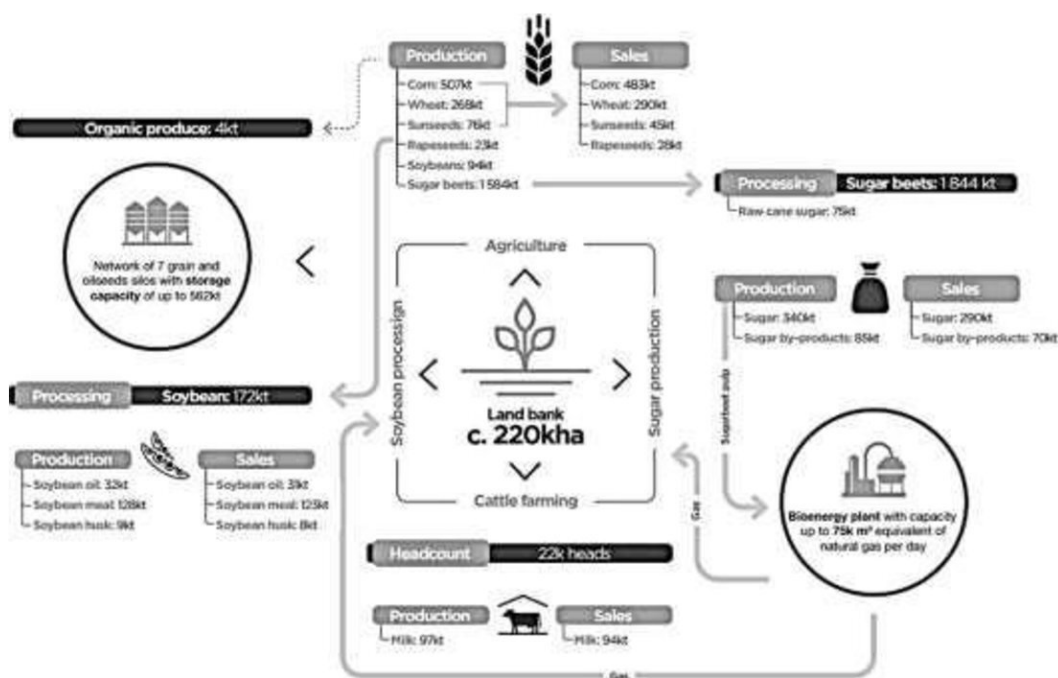 Production
Corn: 507kt
Wheat: 268kt
Sunseeds: 76kt
Rapeseeds: 23kt
Soybeans: 94kt
Sugar beets: 1 584kt
Sales
Corn: 483kt
Wheat: 290kt
Sunseeds: 45kt
Rapeseeds: 28kt
Organic produce: 4kt
Network of 7 grain and
oilseeds silos with storage
capacity of up to 562kt
Processing Sugar beets: 1 844 kt
Raw cane sugar: 75kt
Production
Sugar: 340kt
Sugar by-products: 85kt
Sales
Sugar: 290kt
Sugar by-products: 70kt
Agriculture
Soybean processign
Sugar production
Cattle farming
Land bank
c. 220kha
Processing Soybean: 172kt
Production
Soybean oil: 32kt
Soybean meal: 128kt
Soybean husk: 9kt
Sales
Soybean oil: 31kt
Soybean meal: 123kt
Soybean husk: 8kt
Sugarbeet pulp
Gas
Bioenergy plant with capacity
up to 75k m³ equivalent of
natural gas per day
Headcount 22k heads
Production
Milk: 97kt
Sales
Milk: 94kt
Gas